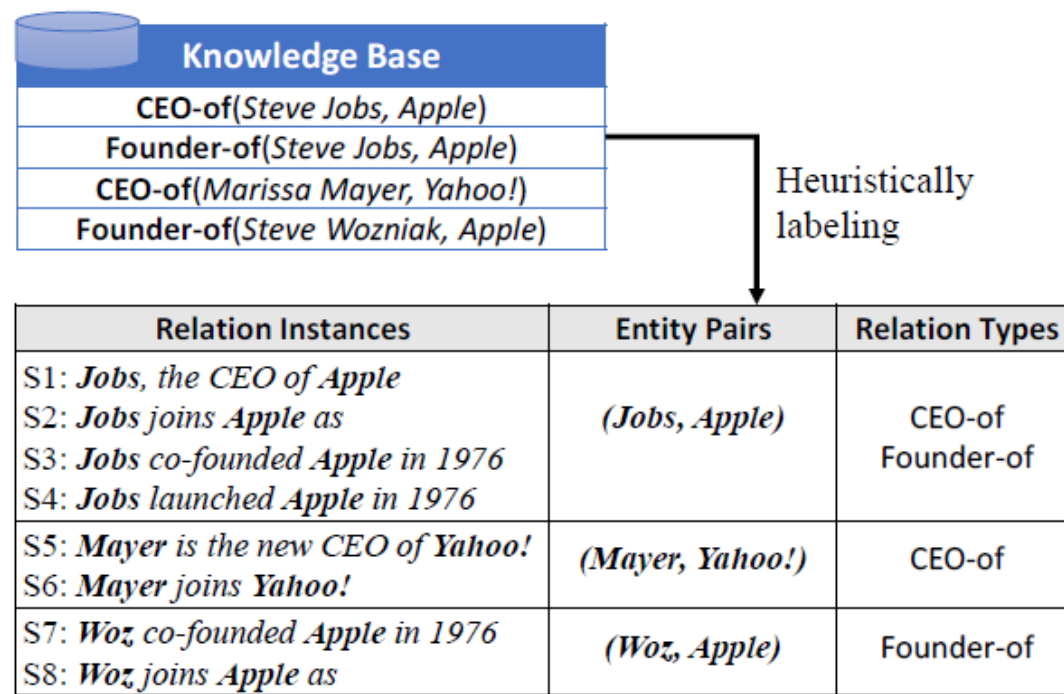 Knowledge Base
CEO-of(Steve Jobs, Apple)
Founder-of(Steve Jobs, Apple)
CEO-of(Marissa Mayer, Yahoo!)
Founder-of(Steve Wozniak, Apple)
Heuristically
labeling
Relation Instances Entity Pairs Relation Types
S1: Jobs, the CEO of Apple
S2: Jobs joins Apple as
S3: Jobs co-founded Apple in 1976
S4: Jobs launched Apple in 1976
(Jobs, Apple)
CEO-of
Founder-of
S5: Mayer is the new CEO of Yahoo!
S6: Mayer joins Yahoo!
(Mayer, Yahoo!)
CEO-of
S7: Woz co-founded Apple in 1976
S8: Woz joins Apple as
(Woz, Apple)
Founder-of